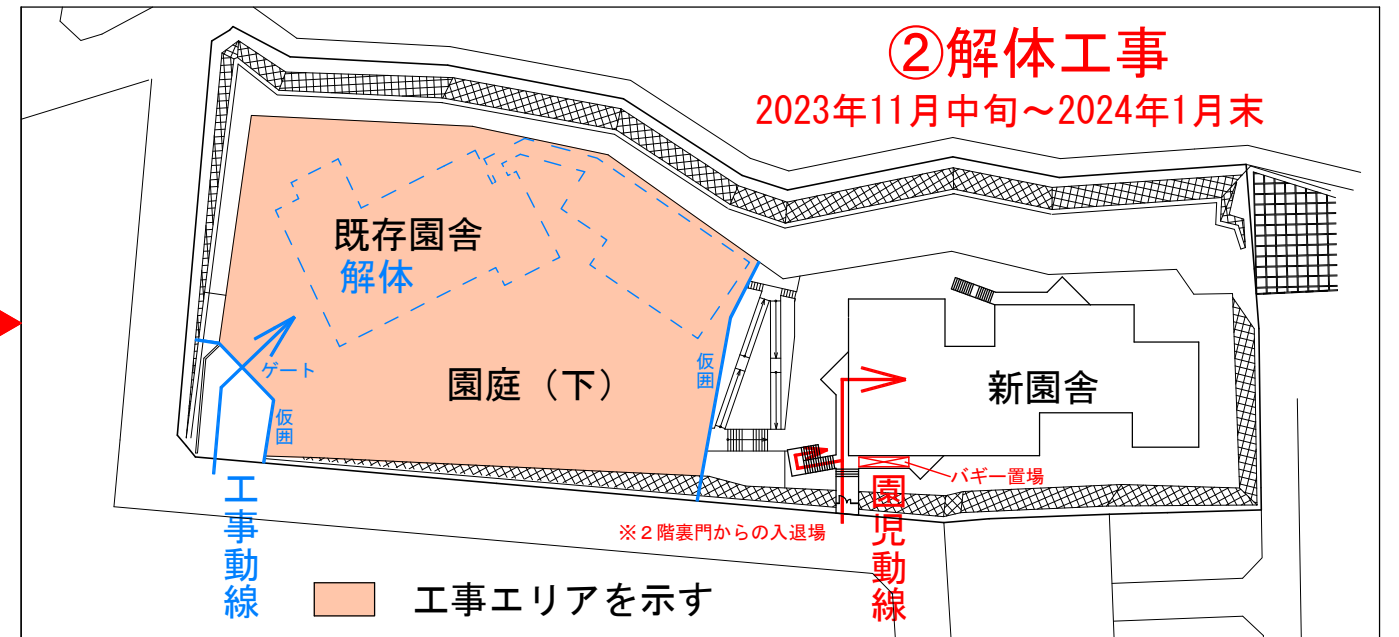 ②解体工事
2023年11月中旬～2024年1月末
既存園舎
解体
ゲート
園庭（下）
仮囲
仮囲
新園舎
バギー置場
工事動線
園児動線
※２階裏門からの入退場
工事エリアを示す